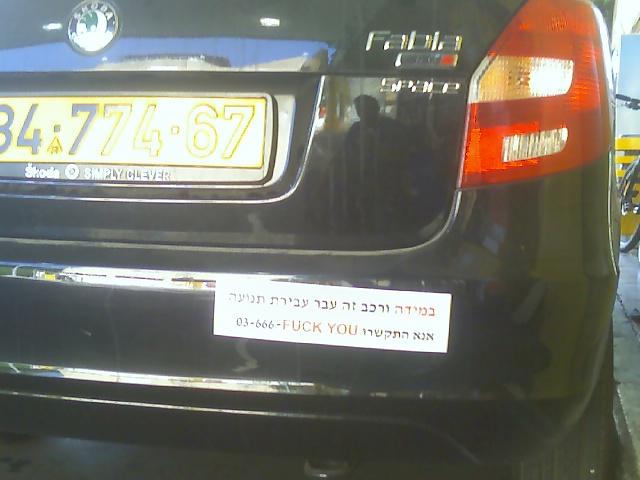 SKODA
Fabia
SPACE
34·774·67
Škoda SIMPLY CLEVER
במידה ורכב זה עבר עבירת תנועה
אנא התקשרו 03-666-FUCK YOU